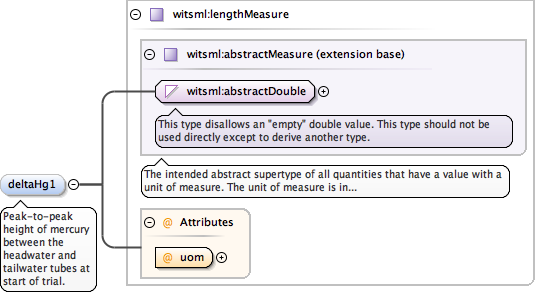 witsml:lengthMeasure
witsml:abstractMeasure (extension base)
witsml:abstractDouble
This type disallows an "empty" double value. This type should not be
used directly except to derive another type.
The intended abstract supertype of all quantities that have a value with a
unit of measure. The unit of measure is in...
deltaHg1
Peak-to-peak
height of mercury
between the
headwater and
tailwater tubes at
start of trial.
@ Attributes
@ uom